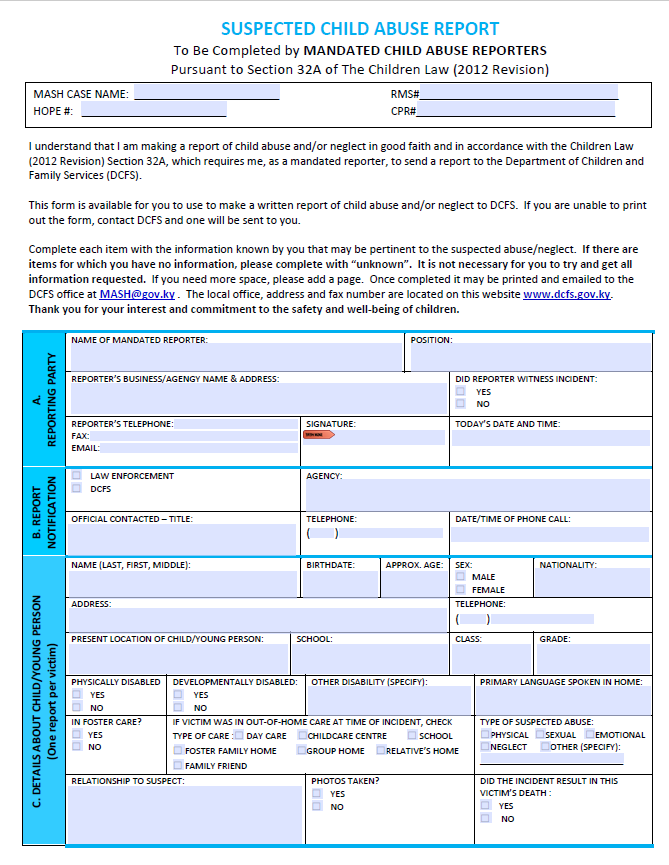 SUSPECTED CHILD ABUSE REPORT
To Be Completed by MANDATED CHILD ABUSE REPORTERS
Pursuant to Section 32A of The Children Law (2012 Revision)
MASH CASE NAME: RMS#
HOPE #: CPR#
I understand that I am making a report of child abuse and/or neglect in good faith and in accordance with the Children Law
(2012 Revision) Section 32A, which requires me, as a mandated reporter, to send a report to the Department of Children and
Family Services (DCFS).
This form is available for you to use to make a written report of child abuse and/or neglect to DCFS. If you are unable to print
out the form, contact DCFS and one will be sent to you.
Complete each item with the information known by you that may be pertinent to the suspected abuse/neglect. If there are
items for which you have no information, please complete with “unknown”. It is not necessary for you to try and get all
information requested. If you need more space, please add a page. Once completed it may be printed and emailed to the
DCFS office at MASH@gov.ky . The local office, address and fax number are located on this website www.dcfs.gov.ky.
Thank you for your interest and commitment to the safety and well-being of children.
A.
REPORTING PARTY
NAME OF MANDATED REPORTER: POSITION:
REPORTER'S BUSINESS/AGENCY NAME & ADDRESS: DID REPORTER WITNESS INCIDENT:
YES
NO
REPORTER'S TELEPHONE: SIGNATURE: TODAY'S DATE AND TIME:
FAX:
EMAIL:
B. REPORT
NOTIFICATION
LAW ENFORCEMENT AGENCY:
DCFS
OFFICIAL CONTACTED – TITLE: TELEPHONE: DATE/TIME OF PHONE CALL:
( )
C. DETAILS ABOUT CHILD/YOUNG PERSON
(One report per victim)
NAME (LAST, FIRST, MIDDLE): BIRTHDATE: APPROX. AGE: SEX: NATIONALITY:
MALE
FEMALE
ADDRESS: TELEPHONE:
( )
PRESENT LOCATION OF CHILD/YOUNG PERSON: SCHOOL: CLASS: GRADE:
PHYSICALLY DISABLED DEVELOPMENTALLY DISABLED: OTHER DISABILITY (SPECIFY): PRIMARY LANGUAGE SPOKEN IN HOME:
YES YES
NO NO
IN FOSTER CARE? IF VICTIM WAS IN OUT-OF-HOME CARE AT TIME OF INCIDENT, CHECK TYPE OF SUSPECTED ABUSE:
YES TYPE OF CARE : DAY CARE CHILDCARE CENTRE SCHOOL PHYSICAL SEXUAL EMOTIONAL
NO FOSTER FAMILY HOME GROUP HOME RELATIVE'S HOME NEGLECT OTHER (SPECIFY):
FAMILY FRIEND
RELATIONSHIP TO SUSPECT: PHOTOS TAKEN? DID THE INCIDENT RESULT IN THIS
YES VICTIM'S DEATH :
NO YES
NO